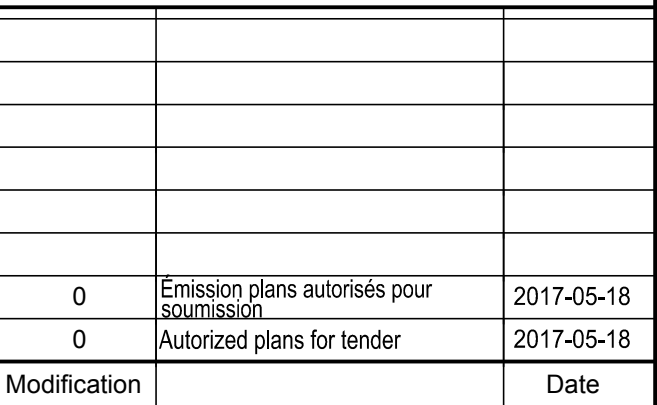 0 Émission plans autorisés pour
soumission 2017-05-18
0 Autorized plans for tender 2017-05-18
Modification Date